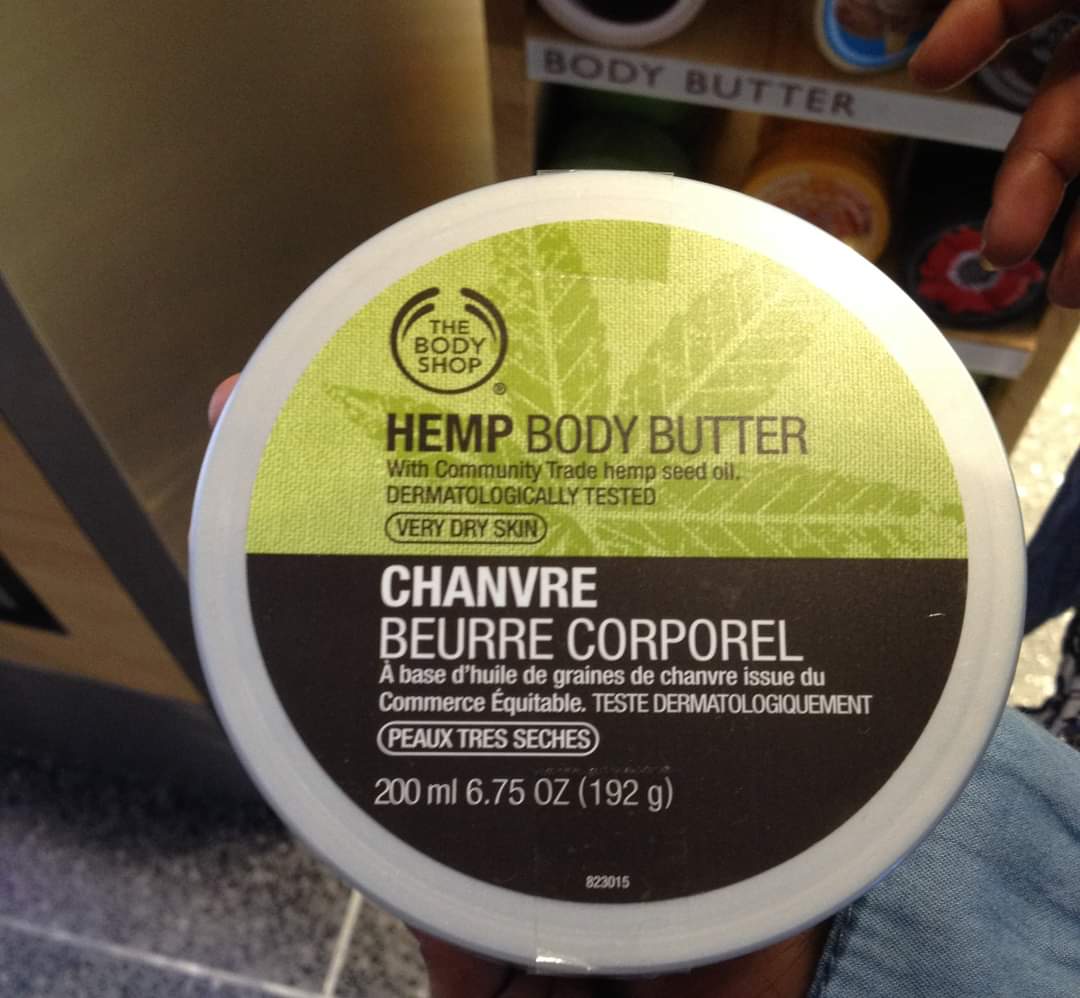 BODY BUTTER
THE
BODY
SHOP
®
HEMP BODY BUTTER
With Community Trade hemp seed oil.
DERMATOLOGICALLY TESTED
VERY DRY SKIN
CHANVRE
BEURRE CORPOREL
À base d'huile de graines de chanvre issue du
Commerce Équitable. TESTE DERMATOLOGIQUEMENT
PEAUX TRES SECHES
200 ml 6.75 OZ (192 g)
823015